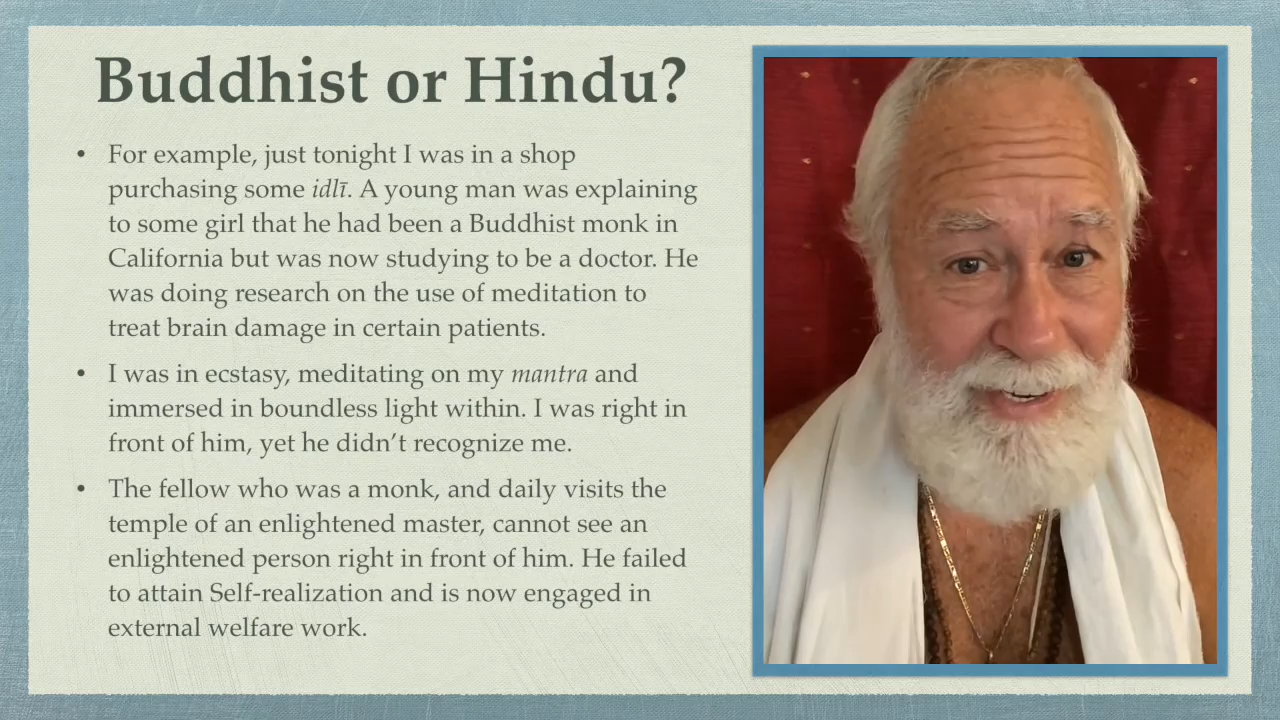 Buddhist or Hindu?
• For example, just tonight I was in a shop
purchasing some idlī. A young man was explaining
to some girl that he had been a Buddhist monk in
California but was now studying to be a doctor. He
was doing research on the use of meditation to
treat brain damage in certain patients.
• I was in ecstasy, meditating on my mantra and
immersed in boundless light within. I was right in
front of him, yet he didn’t recognize me.
• The fellow who was a monk, and daily visits the
temple of an enlightened master, cannot see an
enlightened person right in front of him. He failed
to attain Self-realization and is now engaged in
external welfare work.